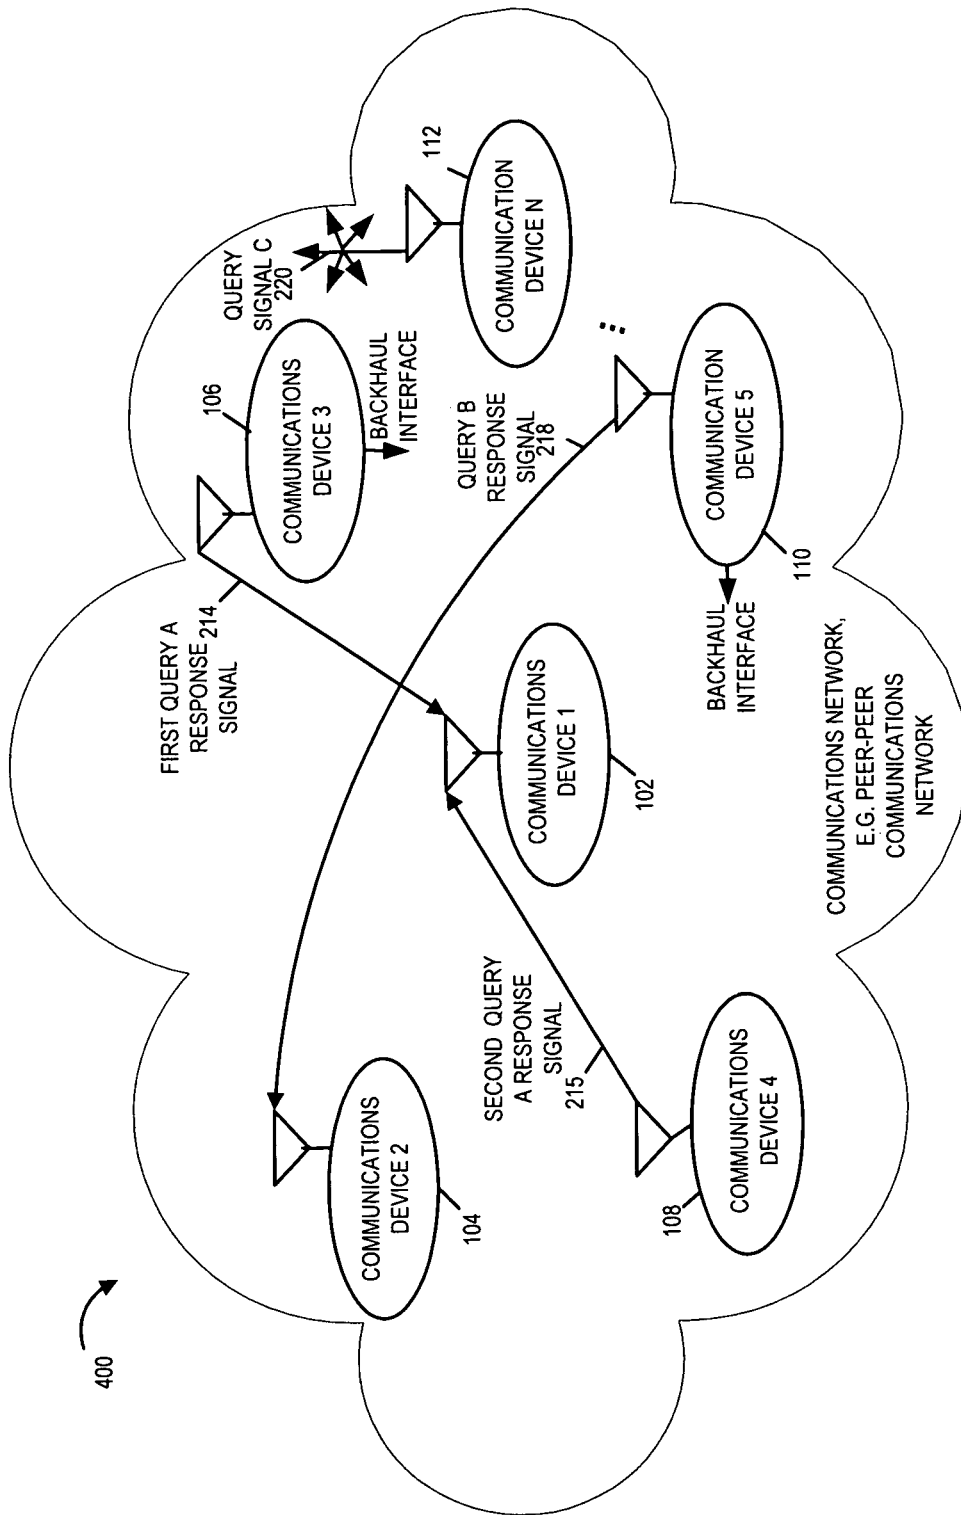 400
COMMUNICATIONS
DEVICE 2
104
FIRST QUERY A
RESPONSE
SIGNAL
214
106
COMMUNICATIONS
DEVICE 3
BACKHAUL
INTERFACE
QUERY
SIGNAL C
220
112
COMMUNICATION
DEVICE N
QUERY B
RESPONSE
SIGNAL
218
COMMUNICATIONS
DEVICE 1
102
SECOND QUERY
A RESPONSE
SIGNAL
215
108
COMMUNICATIONS
DEVICE 4
COMMUNICATION
DEVICE 5
110
BACKHAUL
INTERFACE
COMMUNICATIONS NETWORK,
E.G. PEER-PEER
COMMUNICATIONS
NETWORK